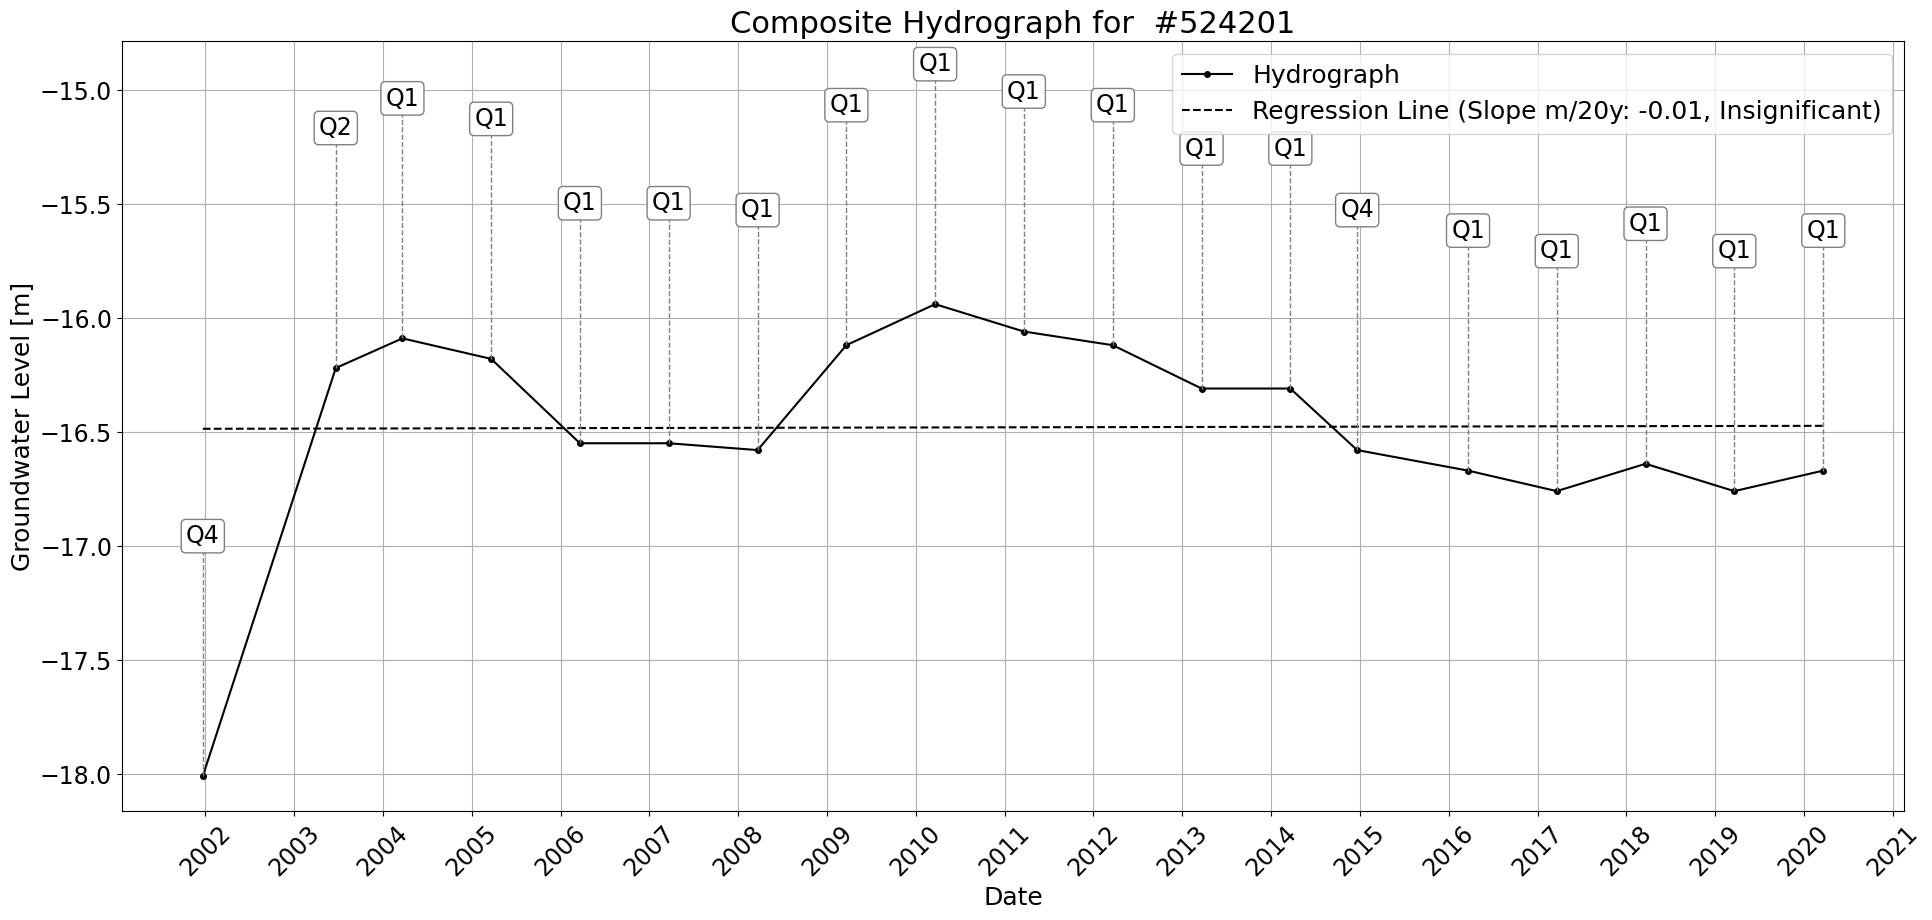 Composite Hydrograph for  #524201
Hydrograph
Regression Line (Slope m/20y: -0.01, Insignificant)
Groundwater Level [m]
−15.0
−15.5
−16.0
−16.5
−17.0
−17.5
−18.0
Q4
Q2
Q1
Q1
Q1
Q1
Q1
Q1
Q1
Q1
Q1
Q1
Q1
Q4
Q1
Q1
Q1
Q1
Q1
2002
2003
2004
2005
2006
2007
2008
2009
2010
2011
2012
2013
2014
2015
2016
2017
2018
2019
2020
2021
Date